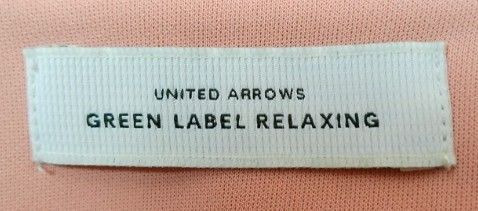 UNITED ARROWS
GREEN LABEL RELAXING